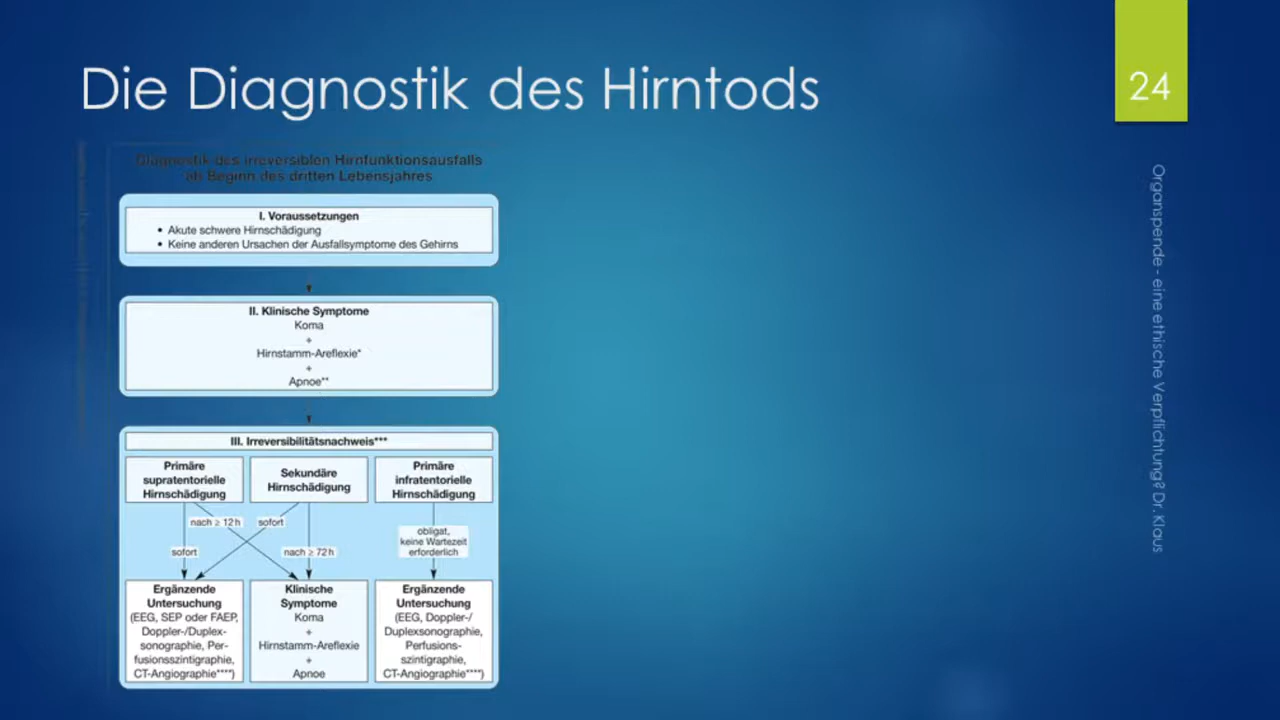 Die Diagnostik des Hirntods
24
Diagnostik des irreversiblen Hirnfunktionsausfalls
ab Beginn des dritten Lebensjahres
I. Voraussetzungen
• Akute schwere Hirnschädigung
• Keine anderen Ursachen der Ausfallsymptome des Gehirns
II. Klinische Symptome
Koma
+
Hirnstamm-Areflexie*
+
Apnoe**
III. Irreversibilitätsnachweis***
Primäre
supratentorielle
Hirnschädigung
Sekundäre
Hirnschädigung
Primäre
infratentorielle
Hirnschädigung
nach ≥ 12 h
sofort
sofort
nach ≥ 72 h
obligat,
keine Wartezeit
erforderlich
Ergänzende
Untersuchung
(EEG, SEP oder FAEP,
Doppler-/Duplex-
sonographie, Per-
fusionsszintigraphie,
CT-Angiographie****)
Klinische
Symptome
Koma
+
Hirnstamm-Areflexie
+
Apnoe
Ergänzende
Untersuchung
(EEG, Doppler-/
Duplexsonographie,
Perfusions-
szintigraphie,
CT-Angiographie****)
Organspende - eine ethische Verpflichtung? Dr. Klaus